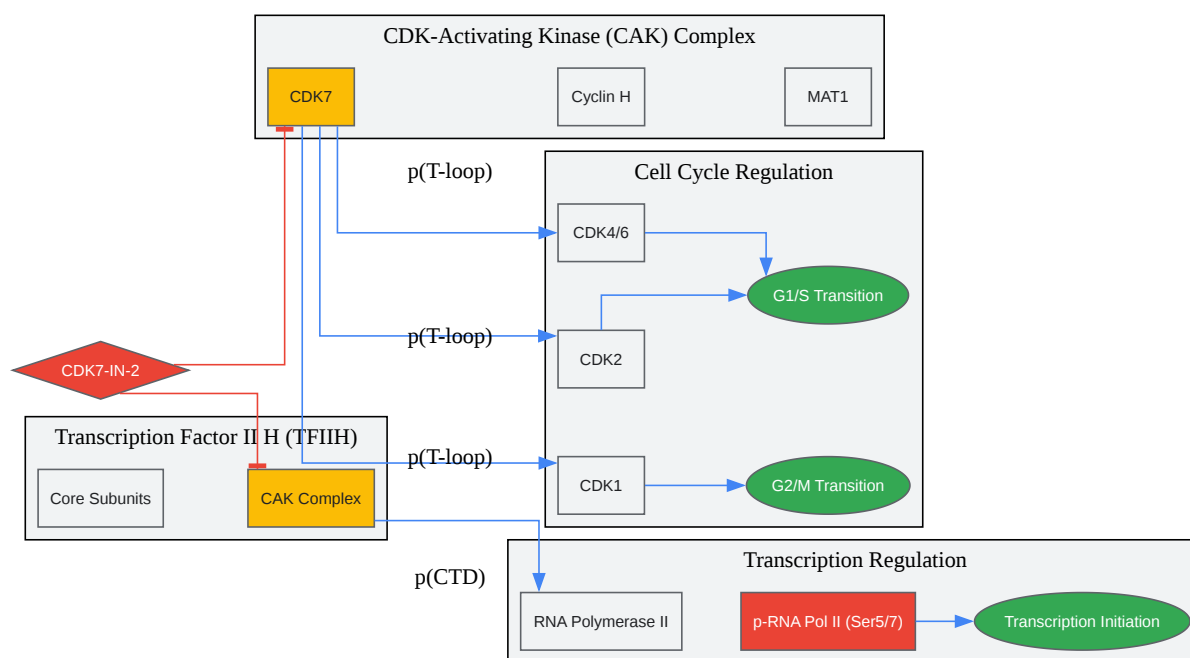 CDK-Activating Kinase (CAK) Complex
CDK7
Cyclin H
MAT1
p(T-loop)
Cell Cycle Regulation
CDK4/6
G1/S Transition
p(T-loop)
CDK2
CDK7-IN-2
Transcription Factor II H (TFIIH)
p(T-loop)
Core Subunits
CAK Complex
CDK1
G2/M Transition
Transcription Regulation
p(CTD)
RNA Polymerase II
p-RNA Pol II (Ser5/7)
Transcription Initiation